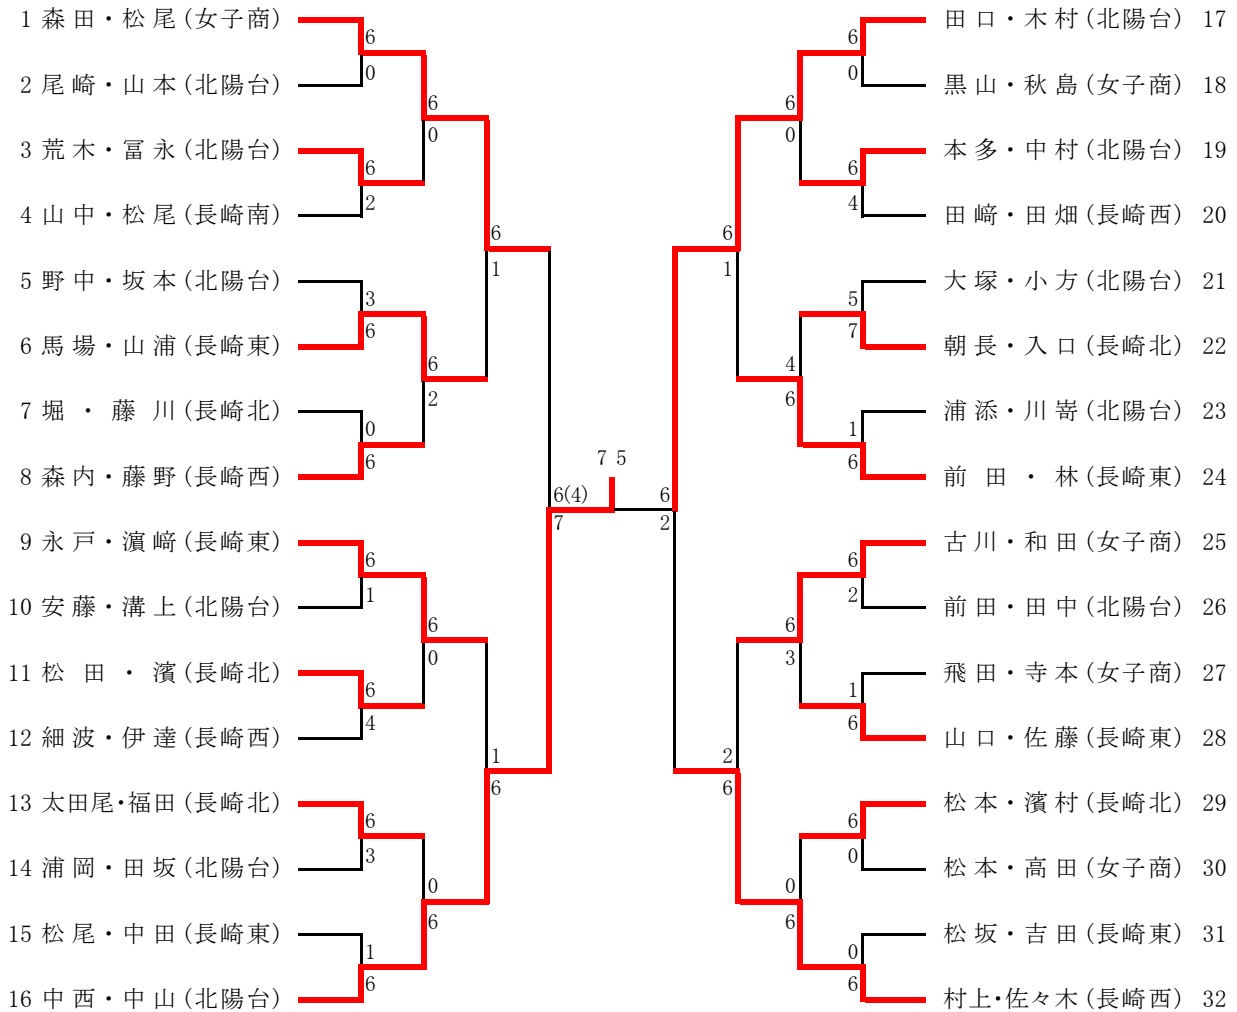 1 森田・松尾(女子商)
6
0
2 尾崎・山本(北陽台)
6
0
3 荒木・冨永(北陽台)
6
2
4 山中・松尾(長崎南)
6
1
5 野中・坂本(北陽台)
3
6
6 馬場・山浦(長崎東)
6
2
7 堀・藤川(長崎北)
0
6
8 森内・藤野(長崎西)
6(4)
7
9 永戸・濵﨑(長崎東)
6
1
10 安藤・溝上(北陽台)
6
0
11 松田・濱(長崎北)
6
4
12 細波・伊達(長崎西)
1
6
13 太田尾・福田(長崎北)
6
3
14 浦岡・田坂(北陽台)
0
6
15 松尾・中田(長崎東)
1
6
16 中西・中山(北陽台)
7 5
田口・木村(北陽台) 17
6
0
黒山・秋島(女子商) 18
6
0
本多・中村(北陽台) 19
6
4
田﨑・田畑(長崎西) 20
6
1
大塚・小方(北陽台) 21
5
7
朝長・入口(長崎北) 22
4
6
浦添・川嵜(北陽台) 23
1
6
前田・林(長崎東) 24
6
2
古川・和田(女子商) 25
6
2
前田・田中(北陽台) 26
6
3
飛田・寺本(女子商) 27
1
6
山口・佐藤(長崎東) 28
2
6
松本・濱村(長崎北) 29
6
0
松本・高田(女子商) 30
0
6
松坂・吉田(長崎東) 31
0
6
村上・佐々木(長崎西) 32